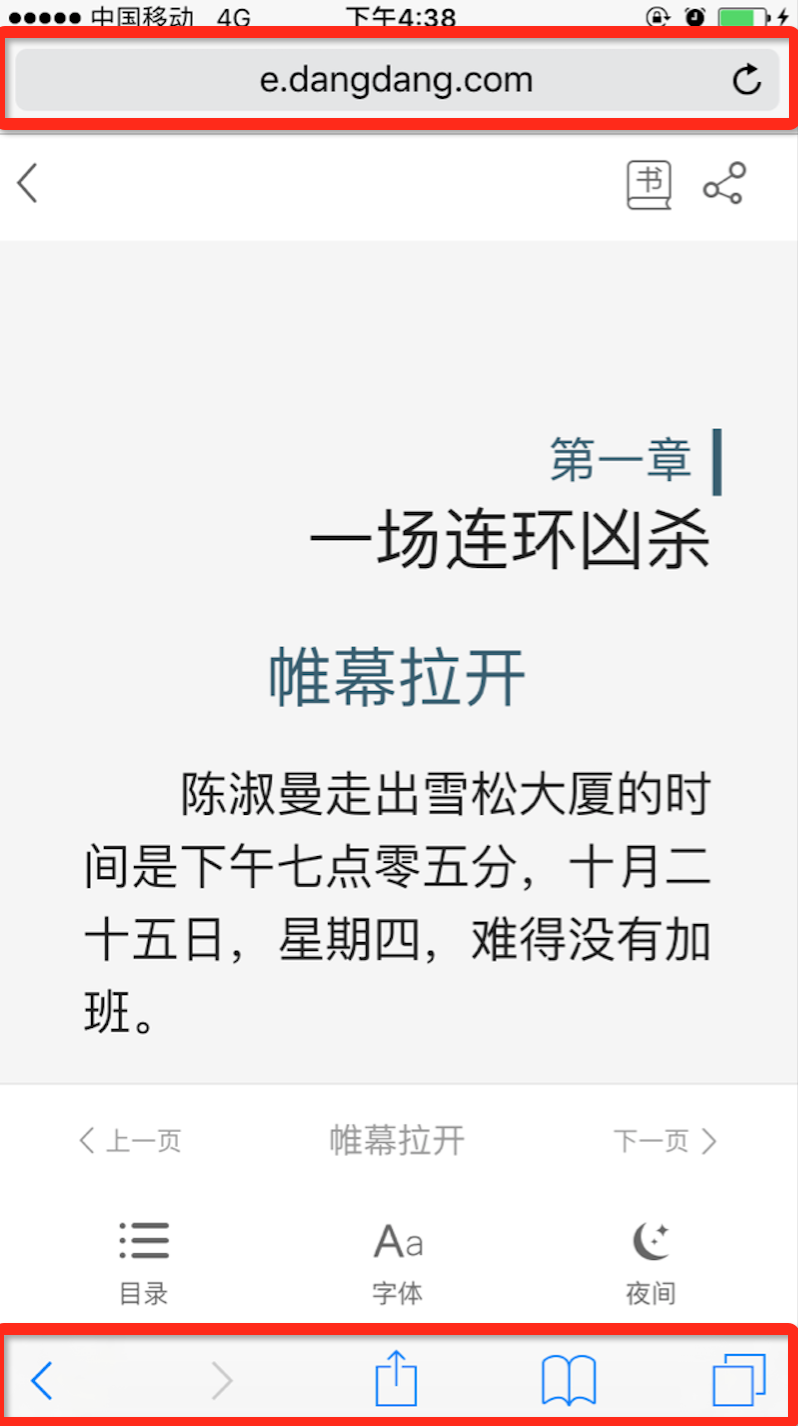 中国移动 4G 下午4:38
e.dangdang.com
书
第一章
一场连环凶杀
帷幕拉开
陈淑曼走出雪松大厦的时
间是下午七点零五分，十月二
十五日，星期四，难得没有加
班。
上一页 帷幕拉开 下一页
Aa
目录 字体 夜间